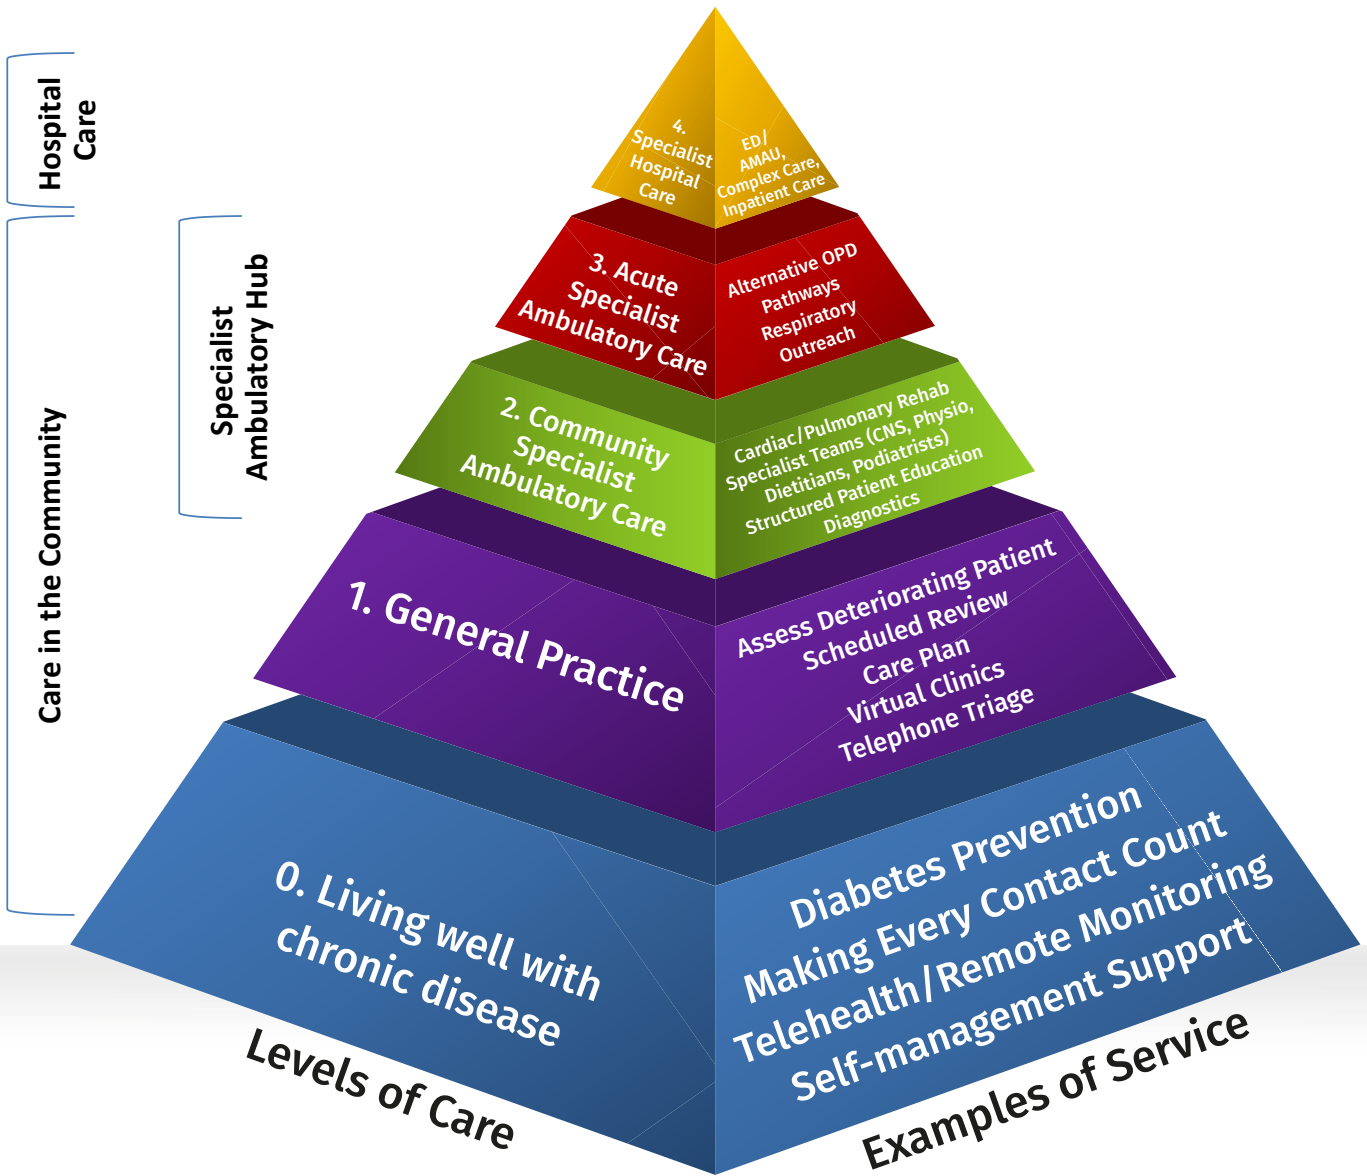 Hospital
Care
Specialist
Ambulatory Hub
Care in the Community
4.
Specialist
Hospital
Care
ED/
AMAU,
Complex Care,
Inpatient Care
3. Acute
Specialist
Ambulatory Care
Alternative OPD
Pathways
Respiratory
Outreach
2. Community
Specialist
Ambulatory Care
Cardiac/Pulmonary Rehab
Specialist Teams (CNS, Physio,
Dietitians, Podiatrists)
Structured Patient Education
Diagnostics
1. General Practice
Assess Deteriorating Patient
Scheduled Review
Care Plan
Virtual Clinics
Telephone Triage
0. Living well with
chronic disease
Diabetes Prevention
Making Every Contact Count
Telehealth/Remote Monitoring
Self-management Support
Levels of Care
Examples of Service